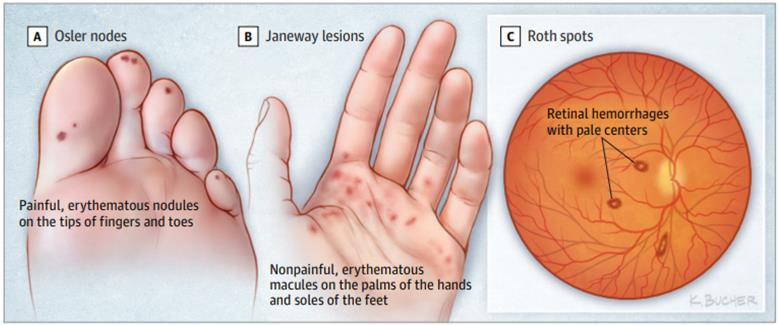 A Osler nodes
Painful, erythematous nodules
on the tips of fingers and toes
B Janeway lesions
Nonpainful, erythematous
macules on the palms of the hands
and soles of the feet
C Roth spots
Retinal hemorrhages
with pale centers
K. BUCHER